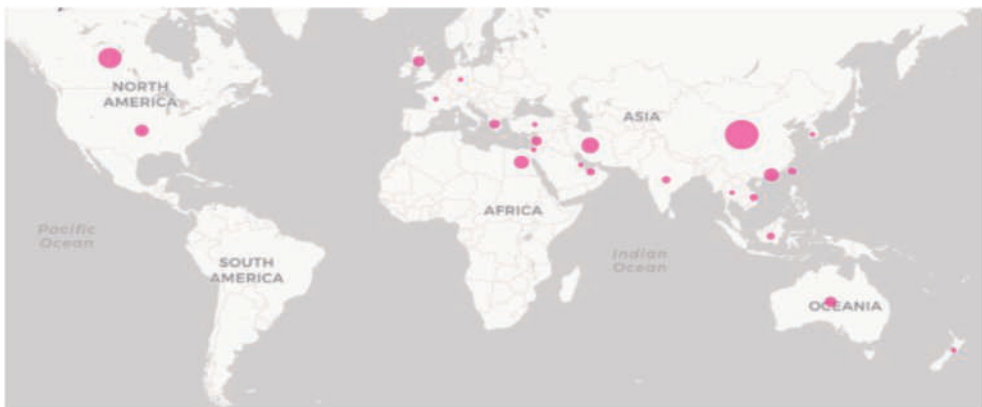 NORTH
AMERICA
ASIA
AFRICA
Pacific
Ocean
SOUTH
AMERICA
Indian
Ocean
OCEANIA